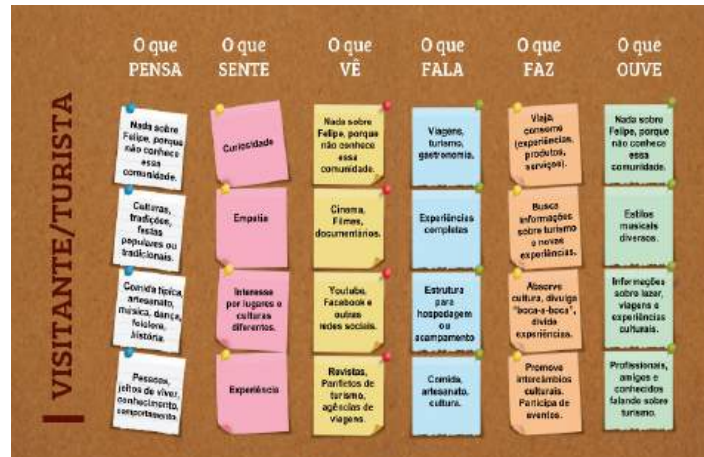 VISITANTE/TURISTA
O que
PENSA
O que
SENTE
O que
VÊ
O que
FALA
O que
FAZ
O que
OUVE
Nada sobre
Felipe, porque
não conhece
essa
comunidade.
Curiosidade
Nada sobre
Felipe, porque
não conhece
essa
comunidade.
Viagens,
turismo,
gastronomia.
Viaja,
consome
(experiências,
produtos,
serviços).
Nada sobre
Felipe, porque
não conhece
essa
comunidade.
Culturas,
tradições,
festas
populares ou
tradicionais.
Empatia
Cinema,
Filmes,
documentários.
Experiências
completas
Busca
informações
sobre turismo
e novas
experiências.
Estilos
musicais
diversos.
Comida típica,
artesanato,
música, dança,
folclore,
história.
Interesse
por lugares e
culturas
diferentes.
Youtube,
Facebook e
outras
redes sociais.
Estrutura
para
hospedagem
ou
acampamento
Absorve
cultura, divulga
"boca-a-boca",
divide
experiências.
Informações
sobre lazer,
viagens e
experiências
culturais.
Pessoas,
jeitos de viver,
conhecimento,
comportamento.
Experiência
Revistas,
Panfletos de
turismo,
agências de
viagens.
Comida,
artesanato,
cultura.
Promove
intercâmbios
culturais.
Participa de
eventos.
Profissionais,
amigos e
conhecidos
falando sobre
turismo.